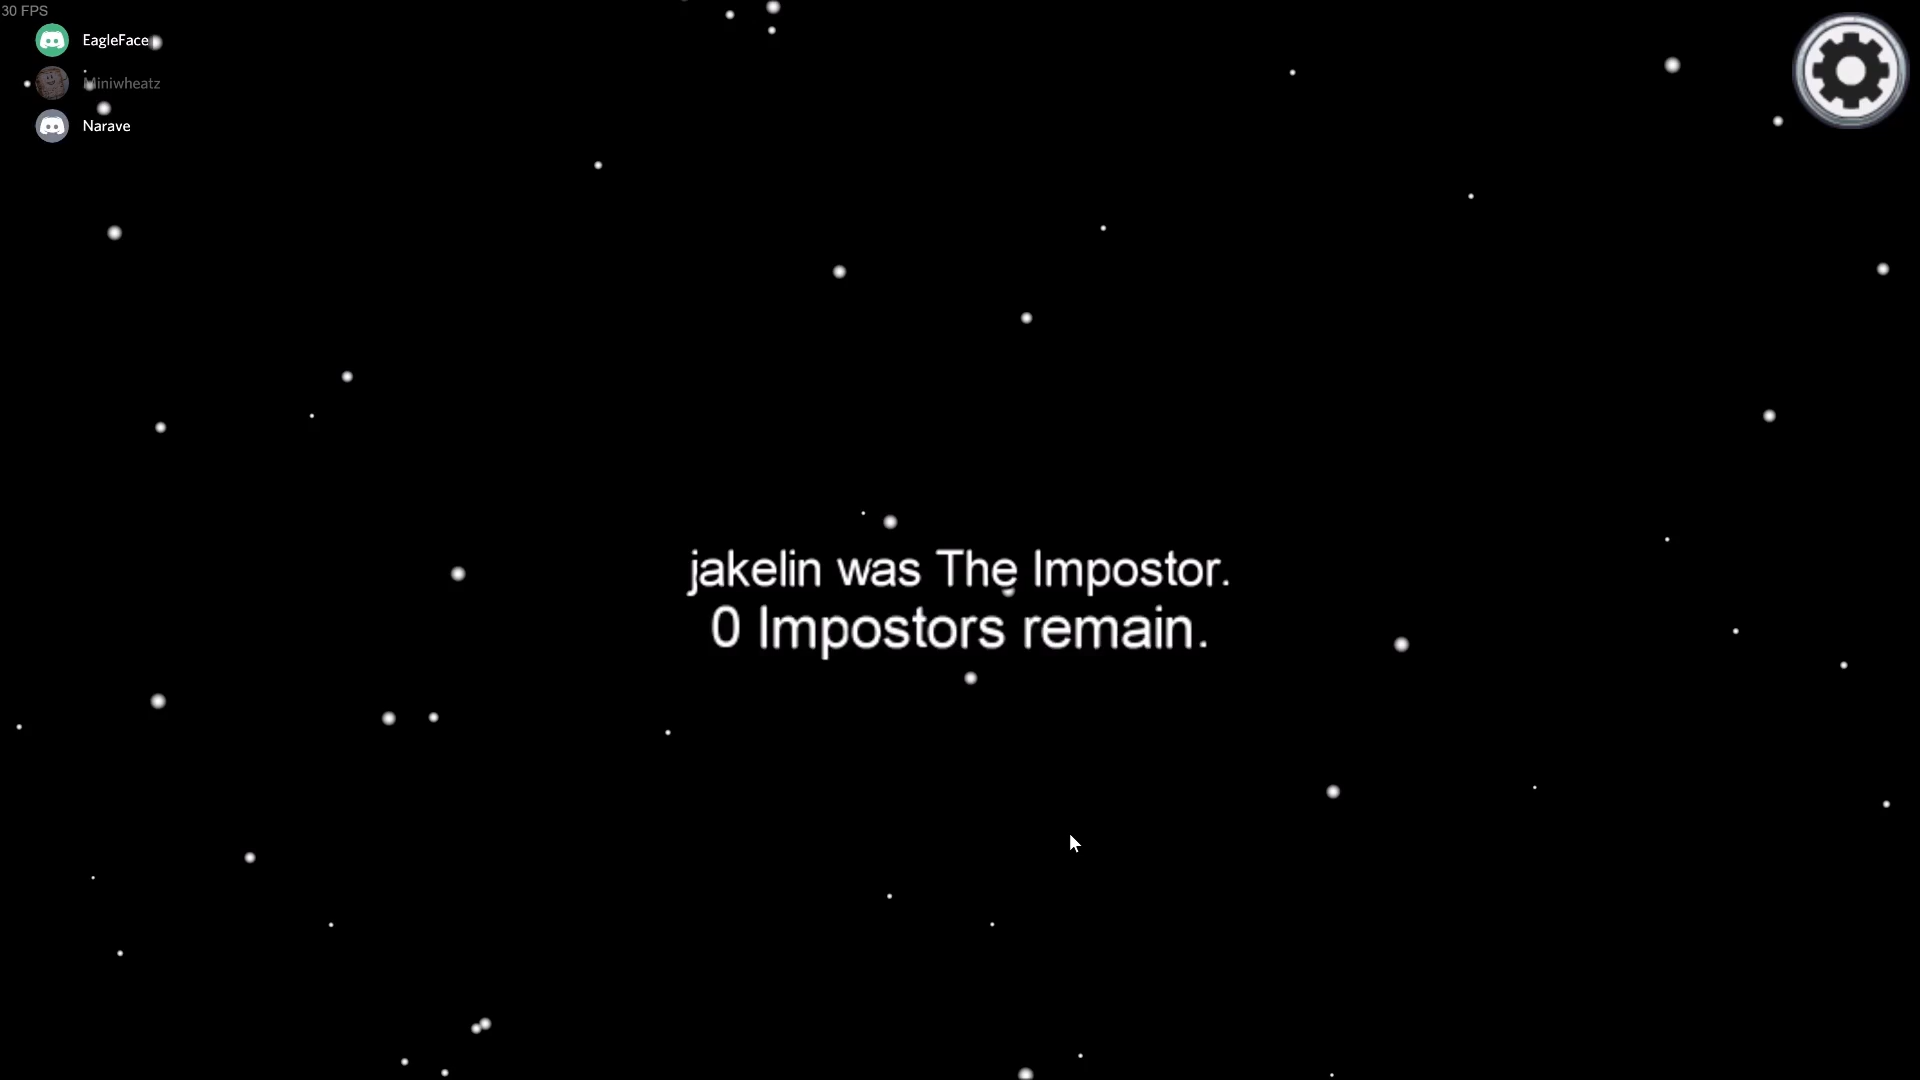 30 FPS
EagleFace
Miniwheatz
Narave
jakelin was The Impostor.
0 Impostors remain.